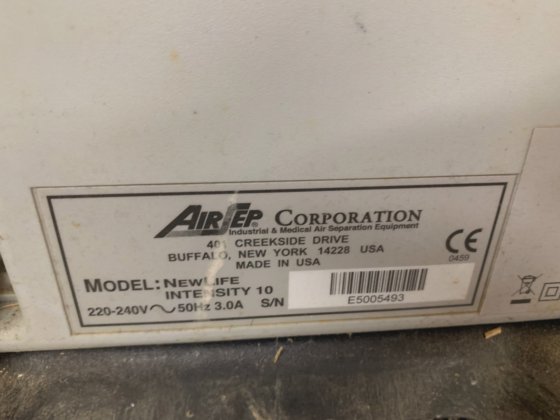 AIRSEP CORPORATION
Industrial & Medical Air Separation Equipment
401 CREEKSIDE DRIVE
BUFFALO, NEW YORK 14228 USA
MADE IN USA
CE
0459
MODEL: NEWLIFE
INTENSITY 10
220-240V 50Hz 3.0A S/N
E5005493